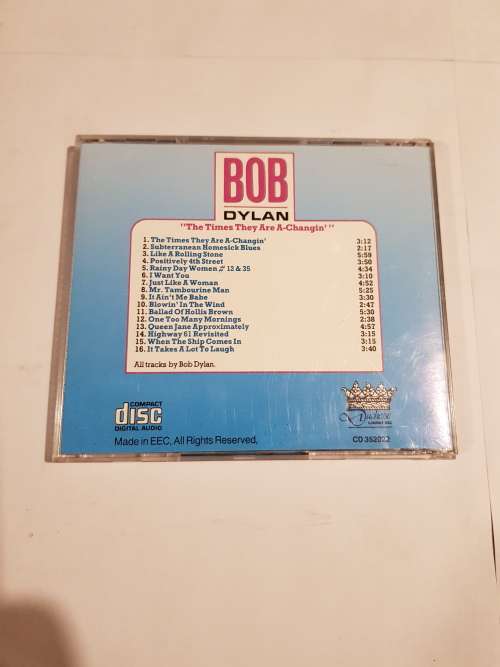 BOB
DYLAN
"The Times They Are A-Changin'"
1. The Times They Are A-Changin' 3:12
2. Subterranean Homesick Blues 2:17
3. Like A Rolling Stone 5:59
4. Positively 4th Street 3:50
5. Rainy Day Women ♫ 12 & 35 4:34
6. I Want You 3:10
7. Just Like A Woman 4:52
8. Mr. Tambourine Man 5:25
9. It Ain't Me Babe 3:30
10. Blowin' In The Wind 2:47
11. Ballad Of Hollis Brown 5:30
12. One Too Many Mornings 2:38
13. Queen Jane Approximately 4:57
14. Highway 61 Revisited 3:15
15. When The Ship Comes In 3:15
16. It Takes A Lot To Laugh 3:40
All tracks by Bob Dylan.
COMPACT
disc
DIGITAL AUDIO
Made in EEC, All Rights Reserved,
CD 352022